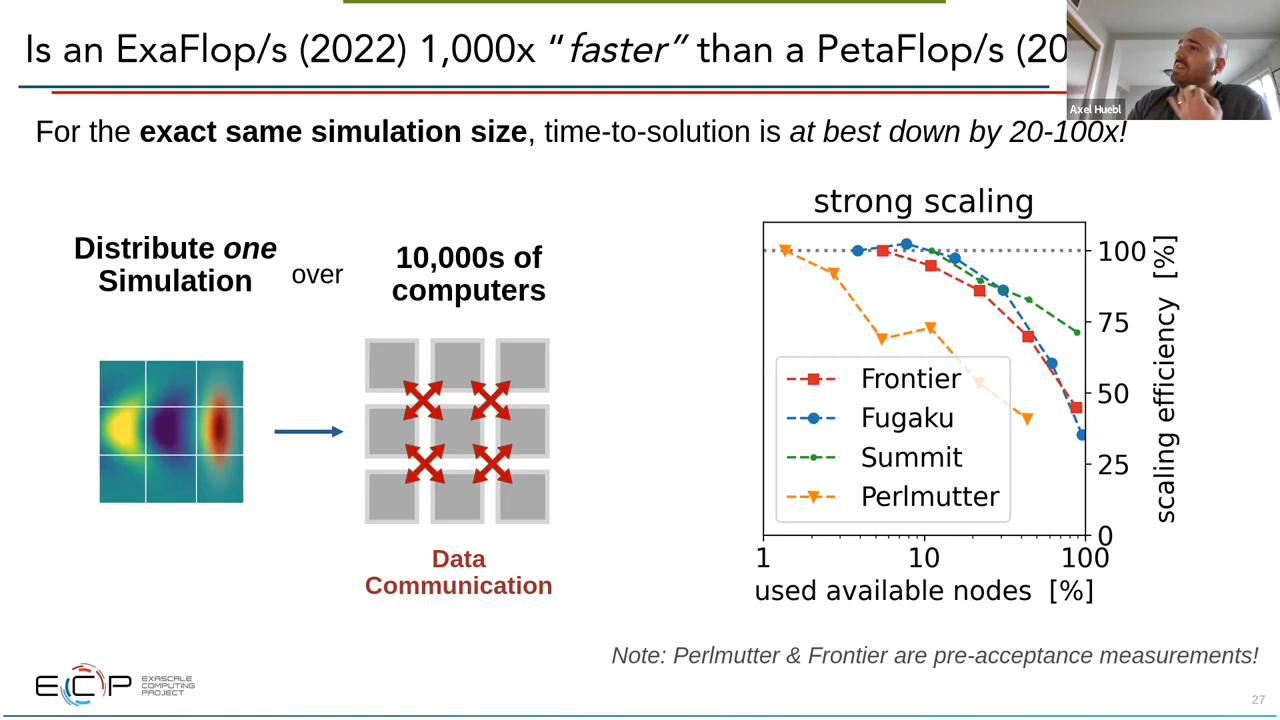 Is an ExaFlop/s (2022) 1,000x “faster” than a PetaFlop/s (20
Axel Huebl
For the exact same simulation size, time-to-solution is at best down by 20-100x!
Distribute one
Simulation
over
10,000s of
computers
Data
Communication
strong scaling
100
75
50
25
0
scaling efficiency [%]
Frontier
Fugaku
Summit
Perlmutter
1
10
100
used available nodes [%]
Note: Perlmutter & Frontier are pre-acceptance measurements!
ECP
EXASCALE
COMPUTING
PROJECT
27